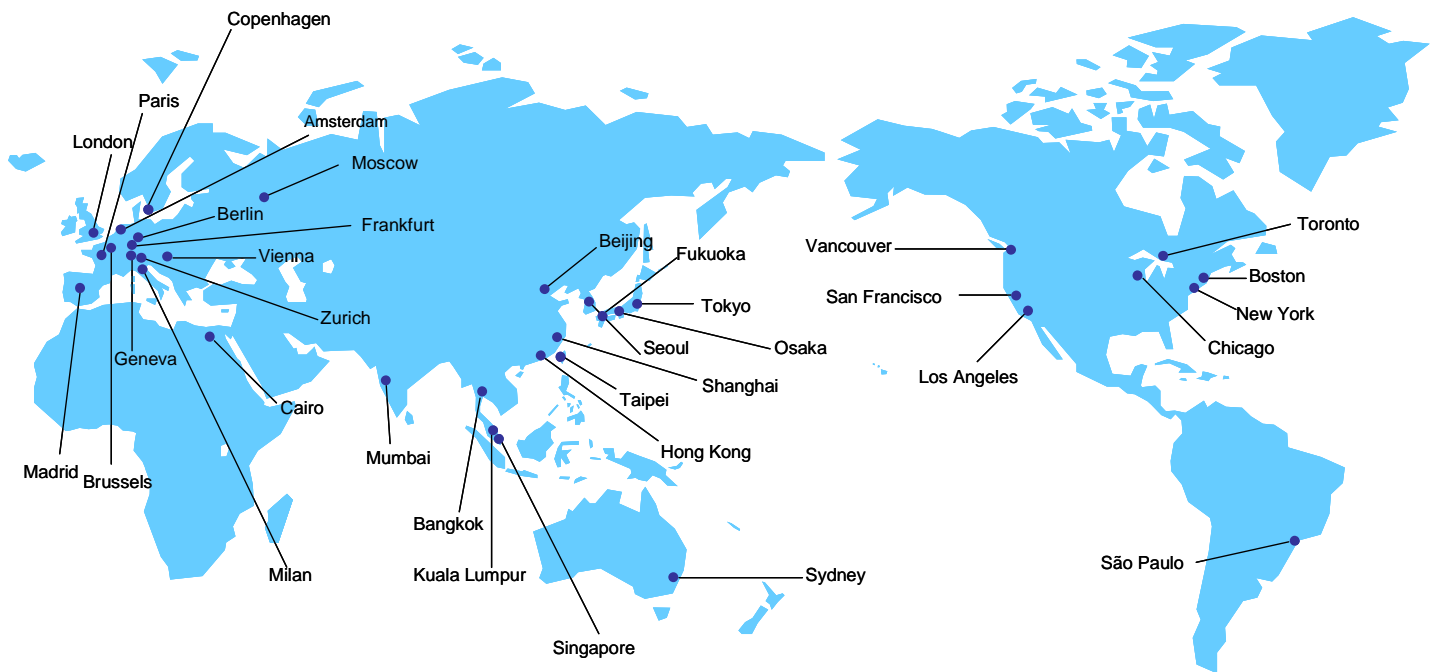 Copenhagen
Paris
Amsterdam
London
Moscow
Berlin
Frankfurt
Toronto
Beijing
Vancouver
Fukuoka
Vienna
Boston
San Francisco
Tokyo
New York
Zurich
Osaka
Seoul
Chicago
Geneva
Los Angeles
Shanghai
Taipei
Cairo
Hong Kong
Mumbai
Madrid
Brussels
Bangkok
São Paulo
Milan
Kuala Lumpur
Sydney
Singapore